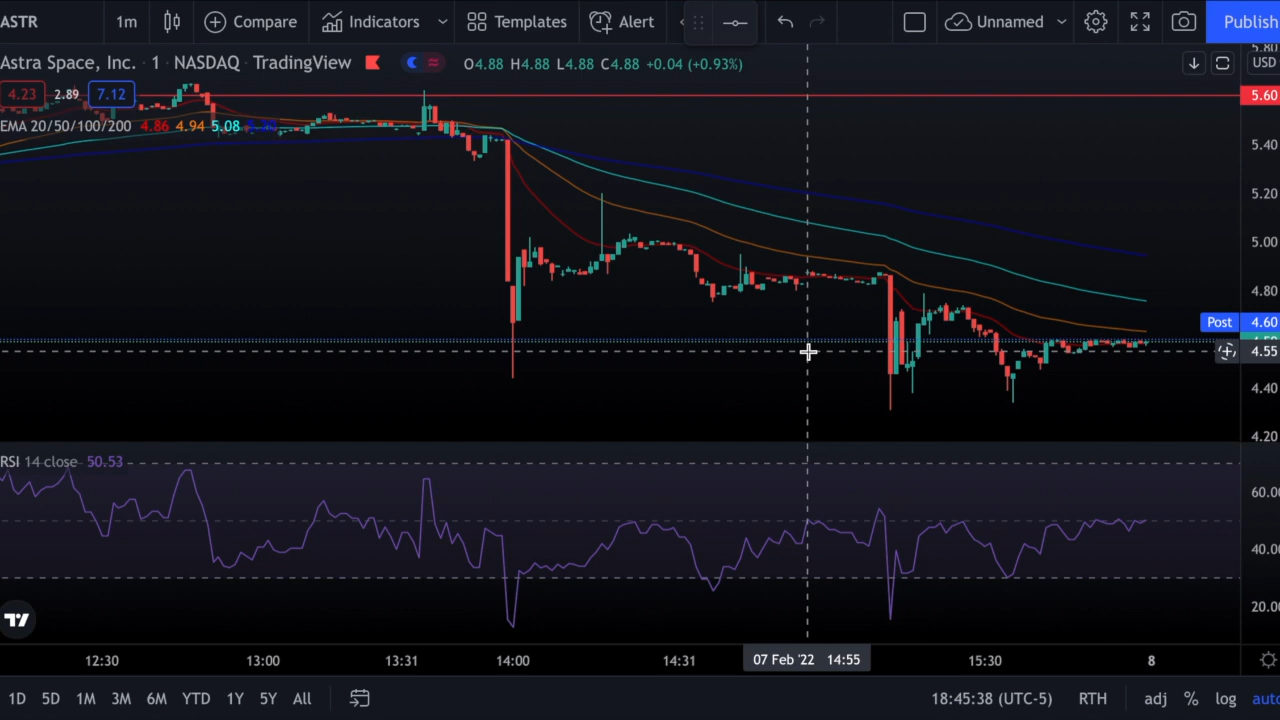 ASTR 1m Compare Indicators Templates Alert Unnamed Publish
Astra Space, Inc. · 1 · NASDAQ · TradingView O4.88 H4.88 L4.88 C4.88 +0.04 (+0.93%)
USD
4.23 2.89 7.12
5.60
EMA 20/50/100/200 4.86 4.94 5.08
5.40
5.20
5.00
4.80
Post 4.60
4.55
4.40
4.20
RSI 14 close 50.53
60.00
40.00
20.00
12:30 13:00 13:31 14:00 14:31 07 Feb '22 14:55 15:30 8
1D 5D 1M 3M 6M YTD 1Y 5Y All 18:45:38 (UTC-5) RTH adj % log auto